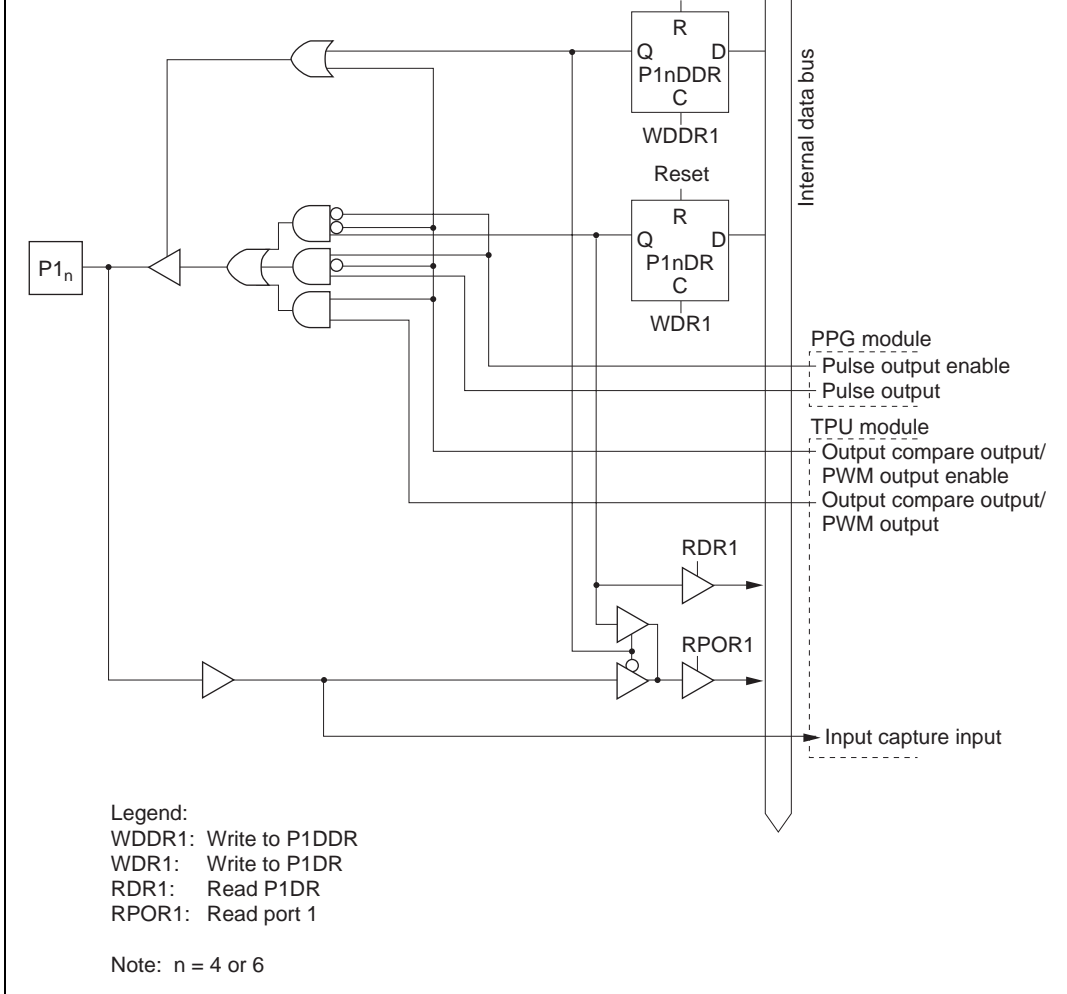 R
Q D
P1nDDR
C
WDDR1
Internal data bus
Reset
R
Q D
P1nDR
C
WDR1
P1n
PPG module
Pulse output enable
Pulse output
TPU module
Output compare output/
PWM output enable
Output compare output/
PWM output
RDR1
RPOR1
Input capture input
Legend:
WDDR1: Write to P1DDR
WDR1: Write to P1DR
RDR1: Read P1DR
RPOR1: Read port 1
Note: n = 4 or 6